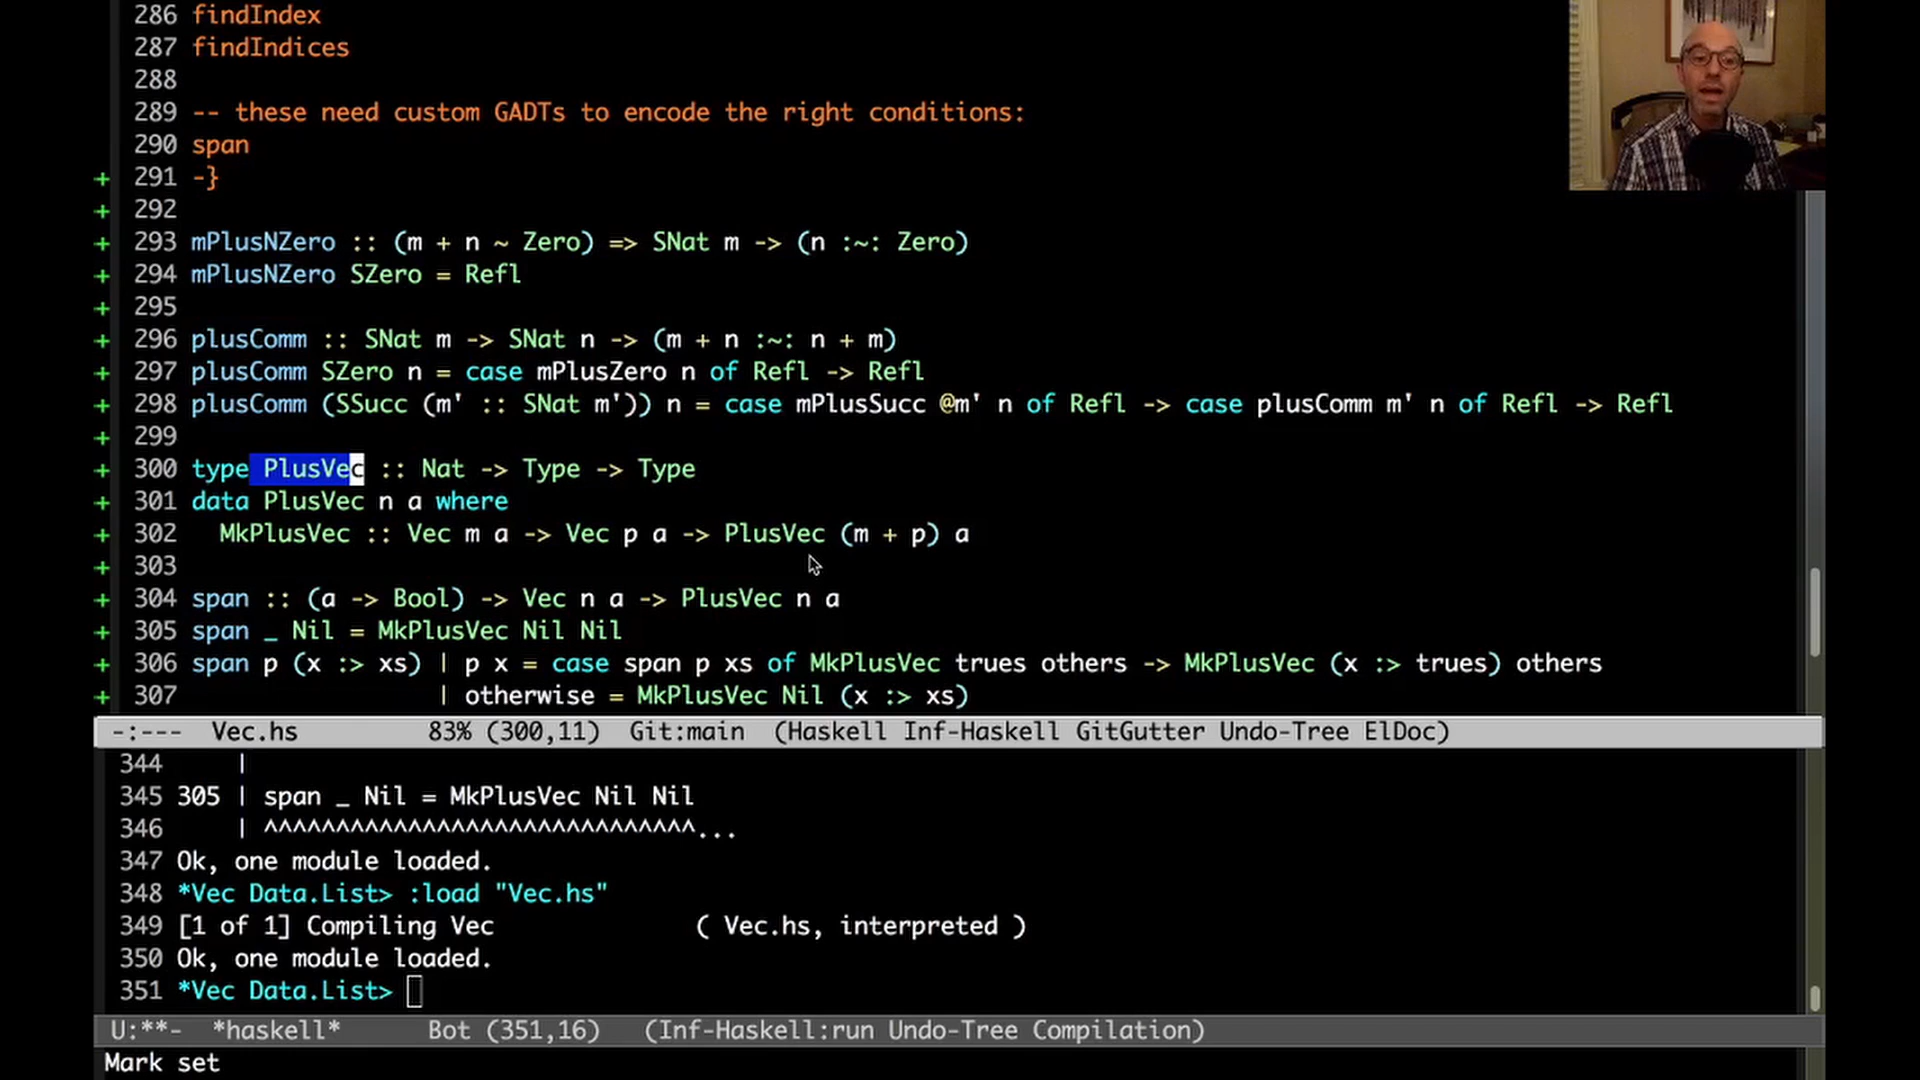 286 findIndex
287 findIndices
288
289 -- these need custom GADTs to encode the right conditions:
290 span
+ 291 -}
+ 292
+ 293 mPlusNZero :: (m + n ~ Zero) => SNat m -> (n :~: Zero)
+ 294 mPlusNZero SZero = Refl
+ 295
+ 296 plusComm :: SNat m -> SNat n -> (m + n :~: n + m)
+ 297 plusComm SZero n = case mPlusZero n of Refl -> Refl
+ 298 plusComm (SSucc (m' :: SNat m')) n = case mPlusSucc @m' n of Refl -> case plusComm m' n of Refl -> Refl
+ 299
+ 300 type PlusVec :: Nat -> Type -> Type
+ 301 data PlusVec n a where
+ 302   MkPlusVec :: Vec m a -> Vec p a -> PlusVec (m + p) a
+ 303
+ 304 span :: (a -> Bool) -> Vec n a -> PlusVec n a
+ 305 span _ Nil = MkPlusVec Nil Nil
+ 306 span p (x :> xs) | p x = case span p xs of MkPlusVec trues others -> MkPlusVec (x :> trues) others
+ 307                  | otherwise = MkPlusVec Nil (x :> xs)
-:--- Vec.hs 83% (300,11) Git:main (Haskell Inf-Haskell GitGutter Undo-Tree ElDoc)
344     |
345 305 | span _ Nil = MkPlusVec Nil Nil
346     | ^^^^^^^^^^^^^^^^^^^^^^^^^^^^^^...
347 Ok, one module loaded.
348 *Vec Data.List> :load "Vec.hs"
349 [1 of 1] Compiling Vec              ( Vec.hs, interpreted )
350 Ok, one module loaded.
351 *Vec Data.List>
U:**- *haskell* Bot (351,16) (Inf-Haskell:run Undo-Tree Compilation)
Mark set